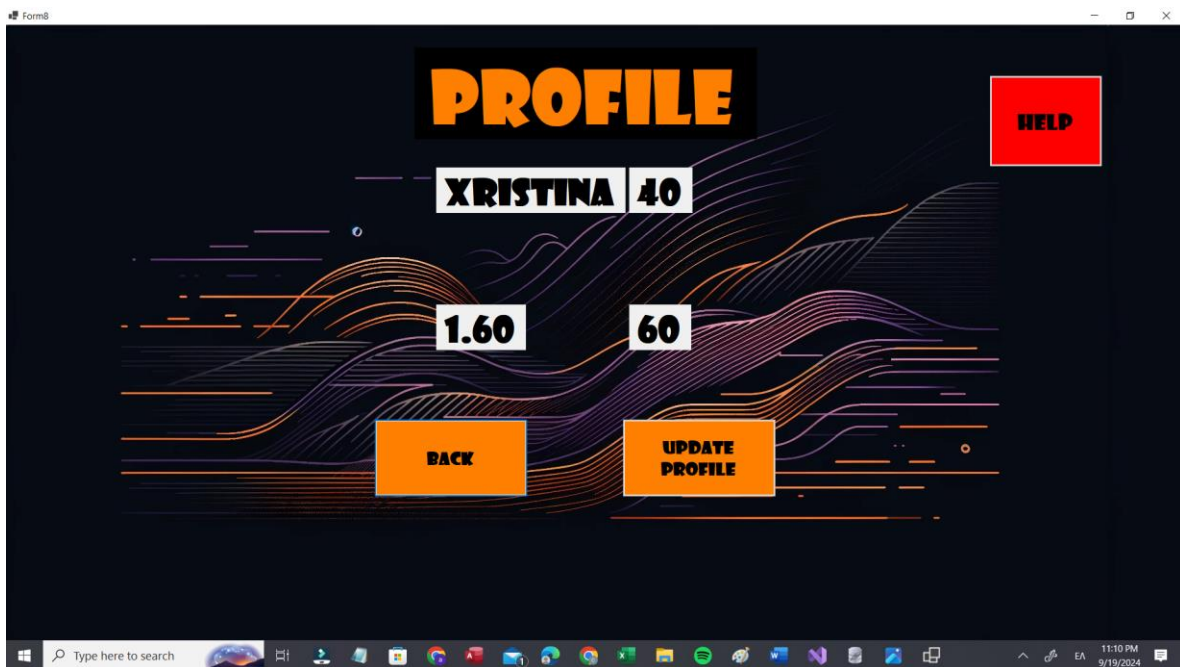 Form8
PROFILE
HELP
XRISTINA 40
1.60 60
BACK
UPDATE
PROFILE
Type here to search
ΕΛ
11:10 PM
9/19/2024